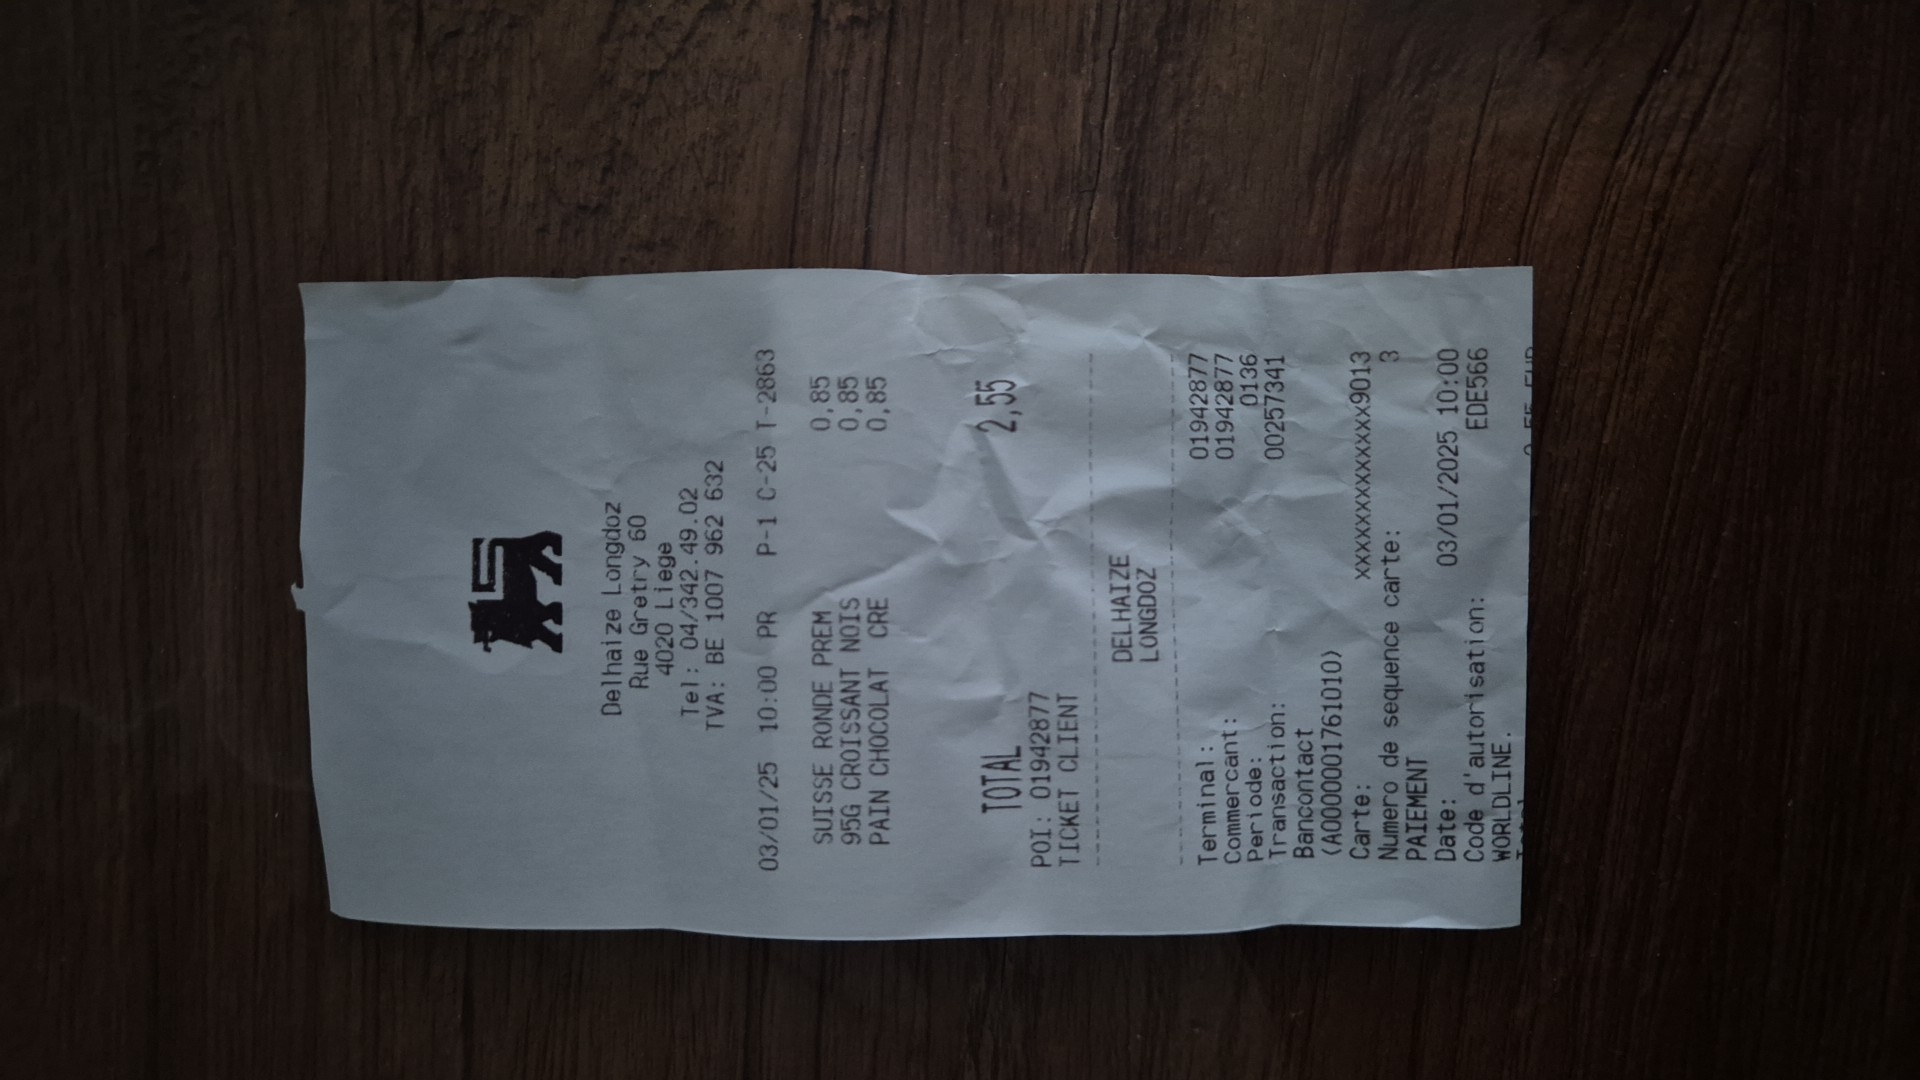 Delhaize Longdoz
Rue Gretry 60
4020 Liege
Tel: 04/342.49.02
TVA: BE 1007 962 632
03/01/25 10:00 PR P-1 C-25 T-2863
SUISSE RONDE PREM 0,85
95G CROISSANT NOIS 0,85
PAIN CHOCOLAT CRE 0,85
TOTAL 2,55
POI: 01942877
TICKET CLIENT
DELHAIZE
LONGDOZ
Terminal: 01942877
Commercant: 01942877
Periode: 0136
Transaction: 00257341
Bancontact
(A0000001761010)
Carte: xxxxxxxxxxxxxxx9013
Numero de sequence carte: 3
PAIEMENT
Date: 03/01/2025 10:00
Code d'autorisation: EDE566
WORLDLINE.